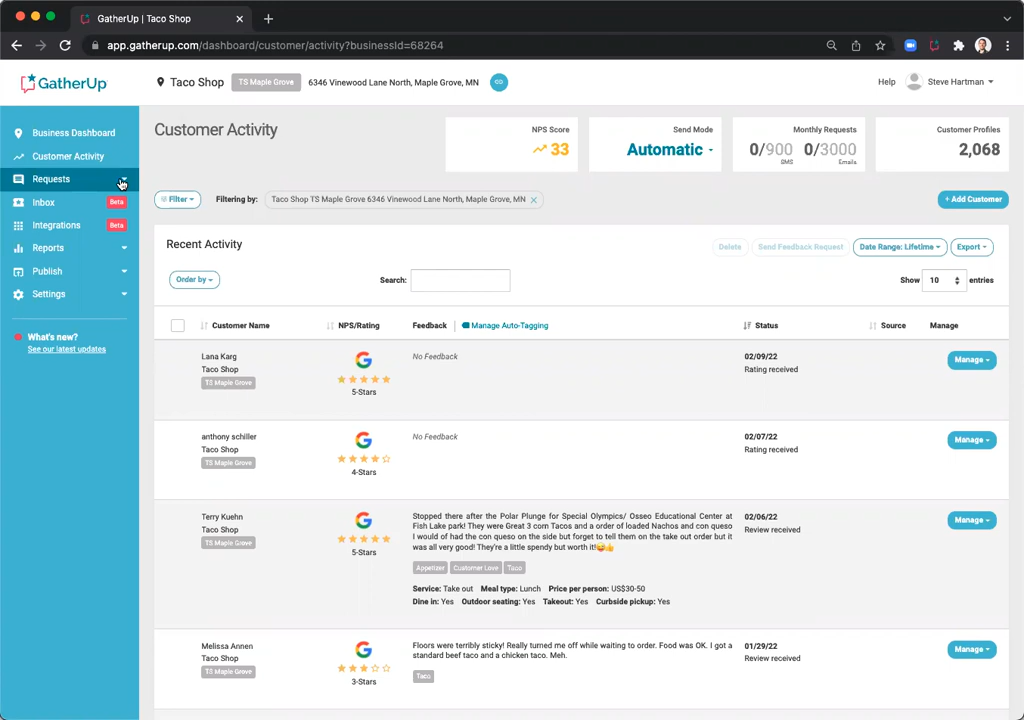 GatherUp | Taco Shop
app.gatherup.com/dashboard/customer/activity?businessId=68264
GatherUp
Taco Shop TS Maple Grove 6346 Vinewood Lane North, Maple Grove, MN
Help Steve Hartman
Business Dashboard
Customer Activity
Requests
Inbox Beta
Integrations Beta
Reports
Publish
Settings
What's new?
See our latest updates
Customer Activity
NPS Score
33
Send Mode
Automatic
Monthly Requests
0/900 0/3000
SMS Emails
Customer Profiles
2,068
Filter Filtering by: Taco Shop TS Maple Grove 6346 Vinewood Lane North, Maple Grove, MN
+ Add Customer
Recent Activity
Delete Send Feedback Request Date Range: Lifetime Export
Order by Search: Show 10 entries
Customer Name NPS/Rating Feedback Manage Auto-Tagging Status Source Manage
Lana Karg
Taco Shop
TS Maple Grove
5-Stars
No Feedback
02/09/22
Rating received
Manage
anthony schiller
Taco Shop
TS Maple Grove
4-Stars
No Feedback
02/07/22
Rating received
Manage
Terry Kuehn
Taco Shop
TS Maple Grove
5-Stars
Stopped there after the Polar Plunge for Special Olympics/ Osseo Educational Center at
Fish Lake park! They were Great 3 com Tacos and a order of loaded Nachos and con queso
I would of had the con queso on the side but forget to tell them on the take out order but it
was all very good! They're a little spendy but worth it!😜👍
Appetizer Customer Love Taco
Service: Take out Meal type: Lunch Price per person: US$30-50
Dine in: Yes Outdoor seating: Yes Takeout: Yes Curbside pickup: Yes
02/06/22
Review received
Manage
Melissa Annen
Taco Shop
TS Maple Grove
3-Stars
Floors were terribly sticky! Really turned me off while waiting to order. Food was OK. I got a
standard beef taco and a chicken taco. Meh.
Taco
01/29/22
Review received
Manage